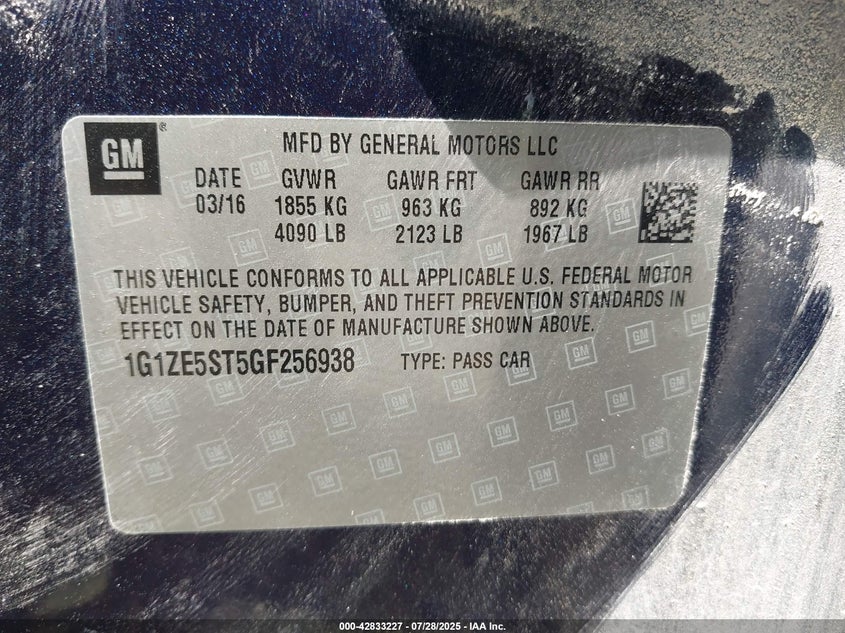 GM ®
MFD BY GENERAL MOTORS LLC
DATE GVWR GAWR FRT GAWR RR
03/16 1855 KG 963 KG 892 KG
4090 LB 2123 LB 1967 LB
THIS VEHICLE CONFORMS TO ALL APPLICABLE U.S. FEDERAL MOTOR
VEHICLE SAFETY, BUMPER, AND THEFT PREVENTION STANDARDS IN
EFFECT ON THE DATE OF MANUFACTURE SHOWN ABOVE.
1G1ZE5ST5GF256938 TYPE: PASS CAR
000-42833227 - 07/28/2025 - IAA Inc.